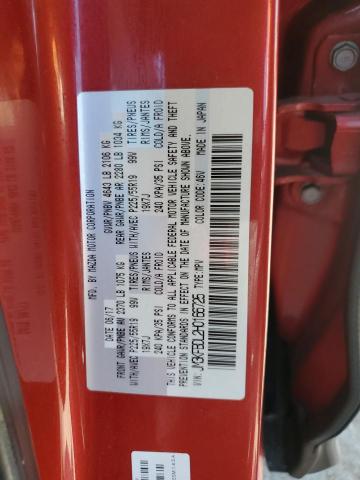 MFD. BY MAZDA MOTOR CORPORATION
DATE 06/17 GVWR/PNBV 4643 LB 2106 KG
FRONT GAWR/PNBE AV 2370 LB 1075 KG REAR GAWR/PNBE AR 2280 LB 1034 KG
WITH/AVEC P225/55R19 99V TIRES/PNEUS WITH/AVEC P225/55R19 99V TIRES/PNEUS
19X7J RIMS/JANTES 19X7J RIMS/JANTES
240 KPA/35 PSI COLD/A FROID 240 KPA/35 PSI COLD/A FROID
THIS VEHICLE CONFORMS TO ALL APPLICABLE FEDERAL MOTOR VEHICLE SAFETY AND THEFT
PREVENTION STANDARDS IN EFFECT ON THE DATE OF MANUFACTURE SHOWN ABOVE.
TYPE: MPV COLOR CODE: A6V MADE IN JAPAN